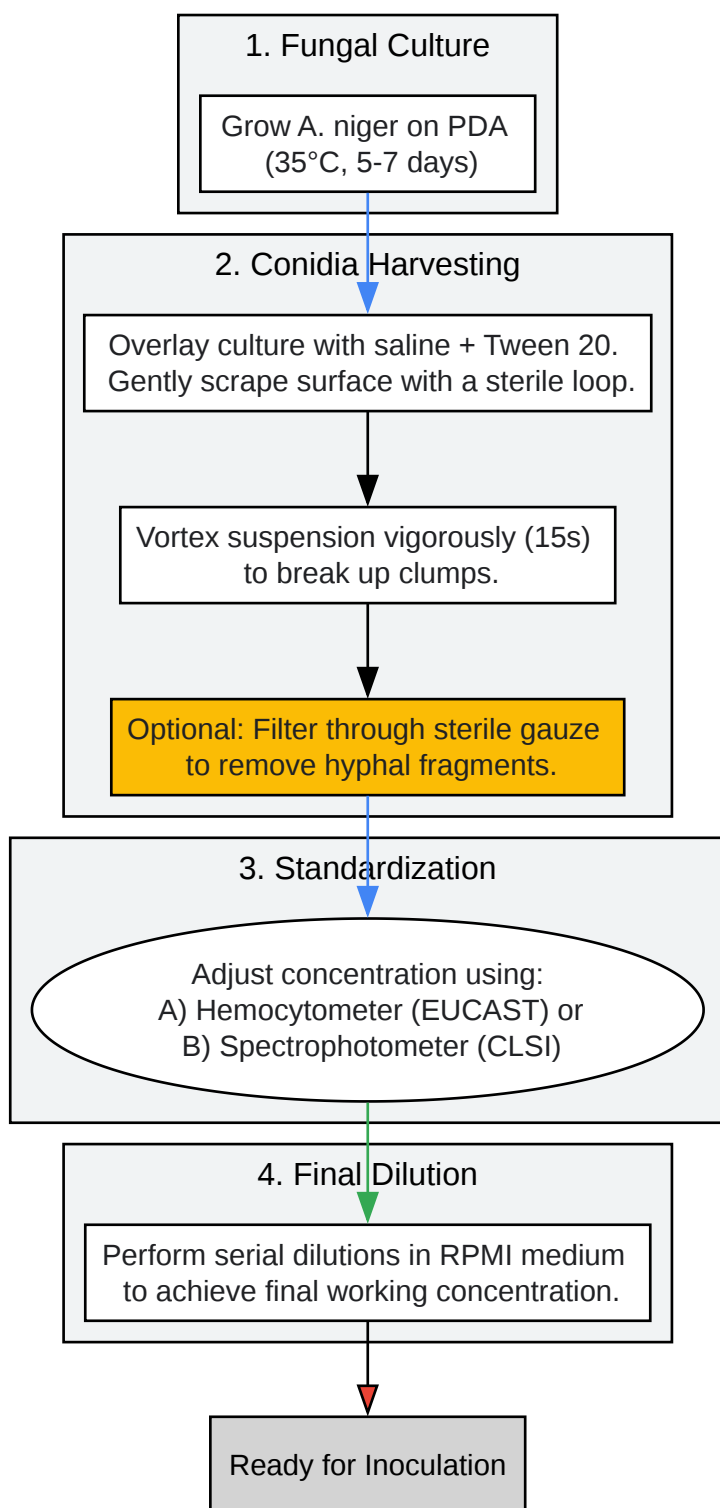 1. Fungal Culture
Grow A. niger on PDA
(35°C, 5-7 days)
2. Conidia Harvesting
Overlay culture with saline + Tween 20.
Gently scrape surface with a sterile loop.
Vortex suspension vigorously (15s)
to break up clumps.
Optional: Filter through sterile gauze
to remove hyphal fragments.
3. Standardization
Adjust concentration using:
A) Hemocytometer (EUCAST) or
B) Spectrophotometer (CLSI)
4. Final Dilution
Perform serial dilutions in RPMI medium
to achieve final working concentration.
Ready for Inoculation